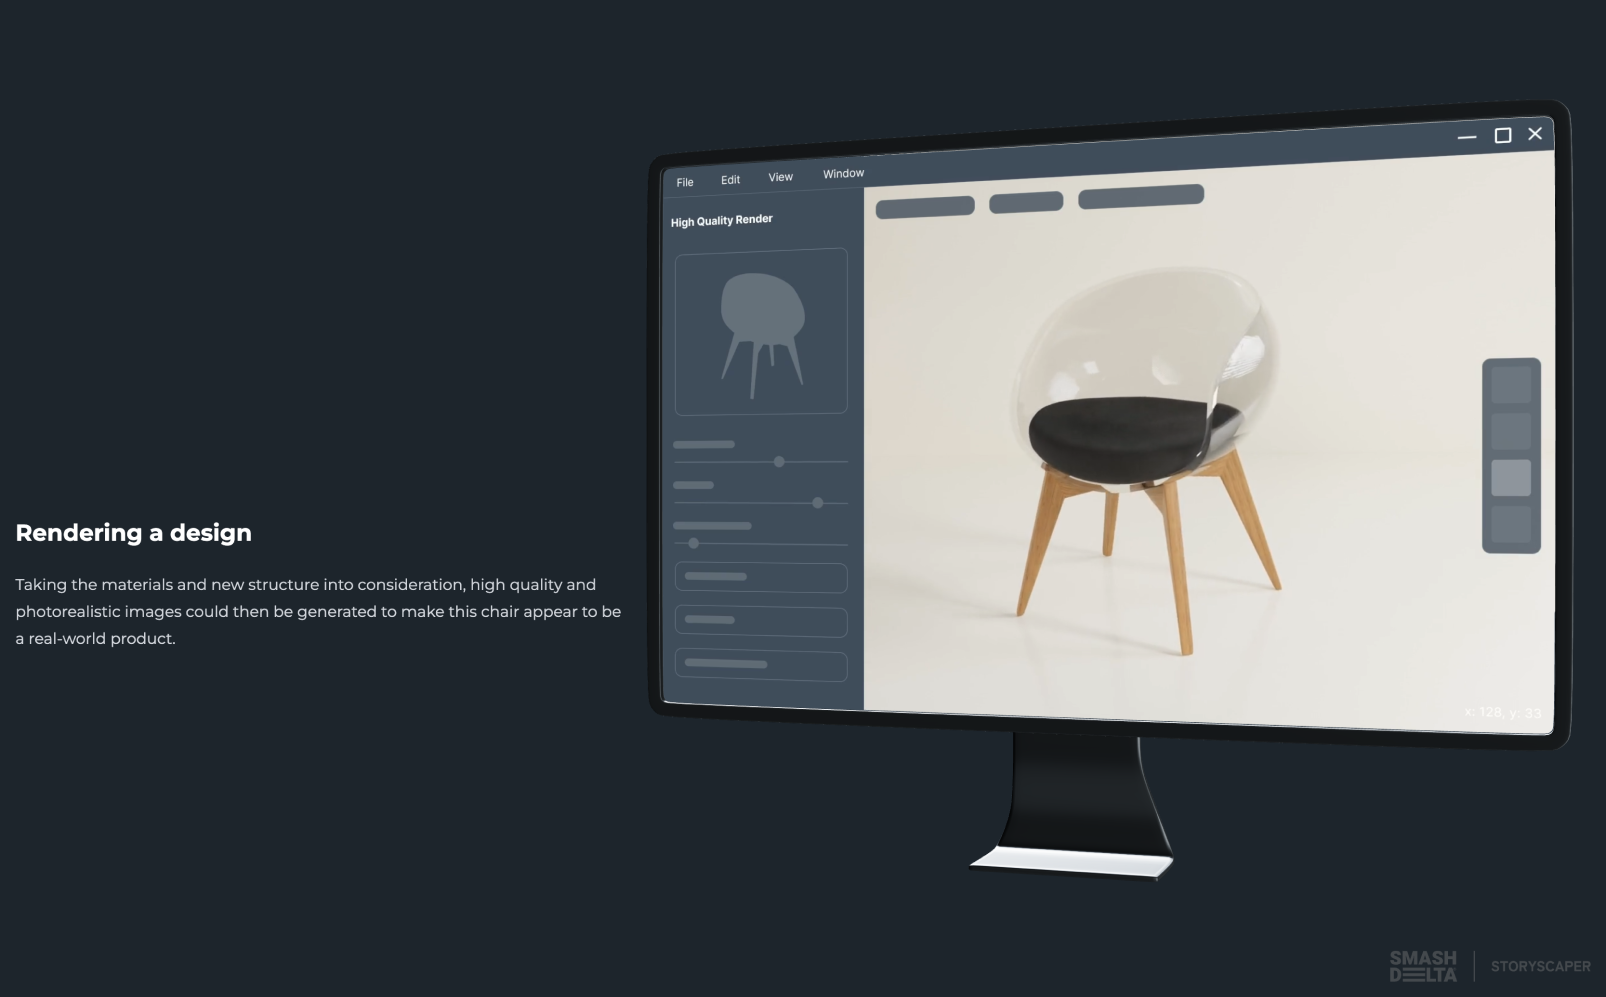 File Edit View Window
High Quality Render
Rendering a design
Taking the materials and new structure into consideration, high quality and
photorealistic images could then be generated to make this chair appear to be
a real-world product.
x: 128, y: 33
SMASH
DELTA
STORYSCAPER